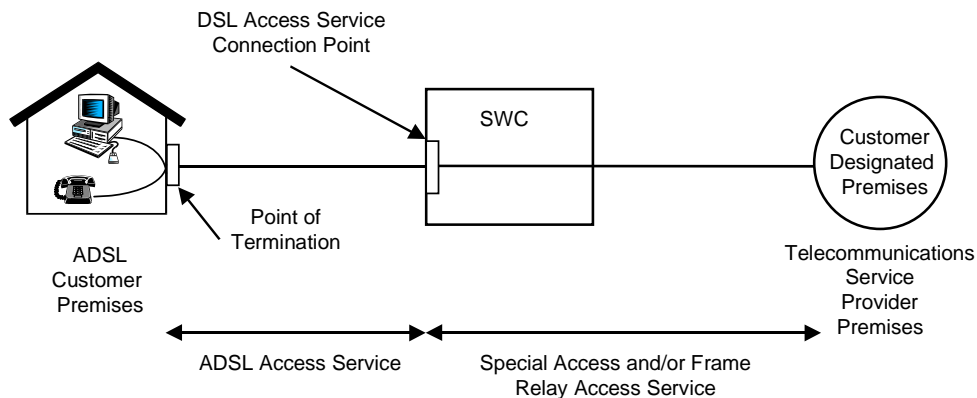 DSL Access Service
Connection Point
SWC
Customer
Designated
Premises
Point of
Termination
ADSL
Customer
Premises
Telecommunications
Service
Provider
Premises
ADSL Access Service
Special Access and/or Frame
Relay Access Service